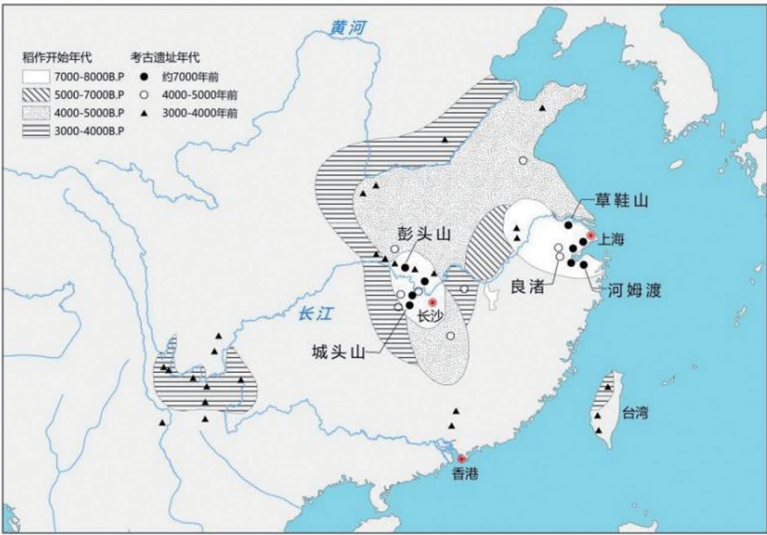 黄河
稻作开始年代
考古遗址年代
7000-8000B.P
约7000年前
5000-7000B.P
4000-5000年前
4000-5000B.P
3000-4000年前
3000-4000B.P
草鞋山
彭头山
上海
良渚
河姆渡
长江
长沙
城头山
台湾
香港